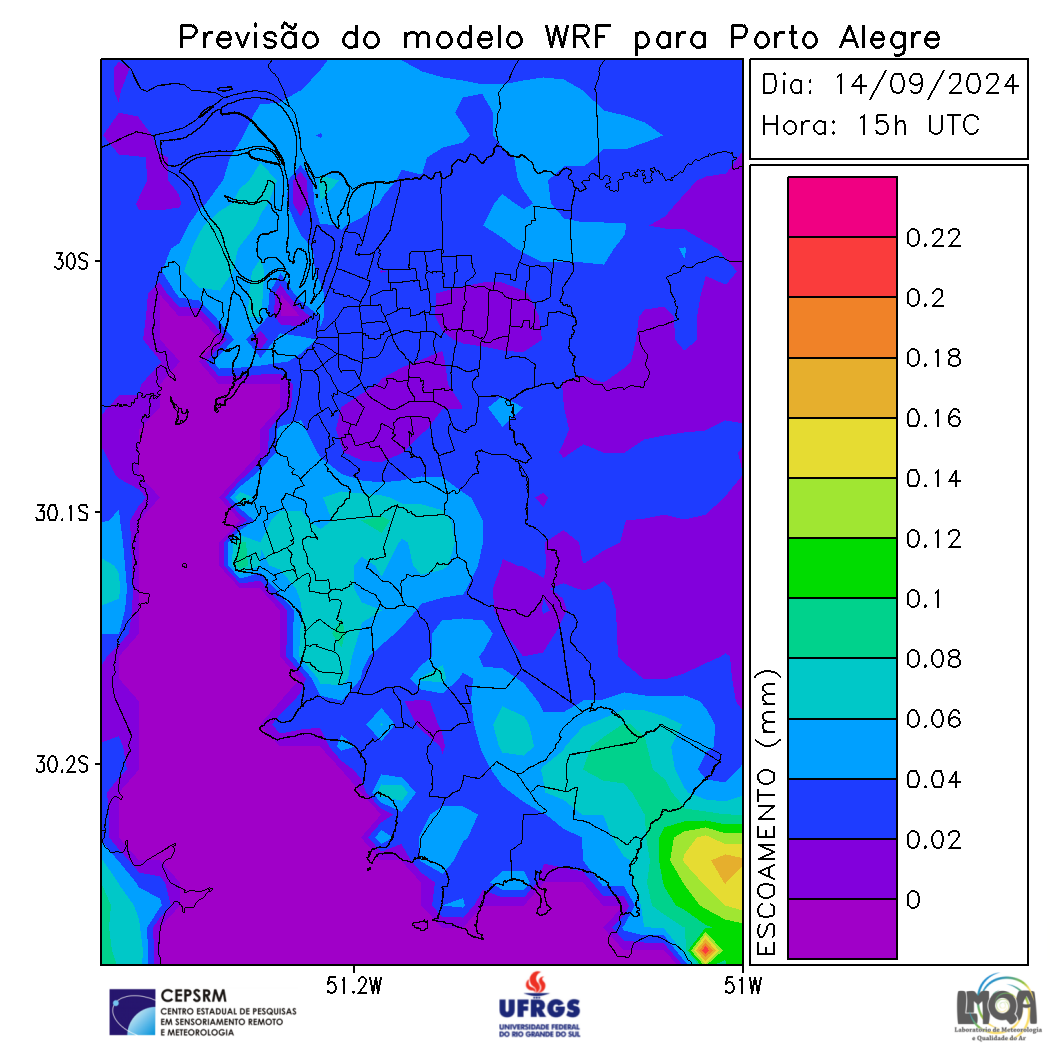 Previsão do modelo WRF para Porto Alegre
Dia: 14/09/2024
Hora: 15h UTC
0.22
0.2
0.18
0.16
0.14
0.12
0.1
0.08
0.06
0.04
0.02
0
ESCOAMENTO (mm)
30S
30.1S
30.2S
51.2W
51W
CEPSRM
CENTRO ESTADUAL DE PESQUISAS
EM SENSORIAMENTO REMOTO
E METEOROLOGIA
UFRGS
UNIVERSIDADE FEDERAL
DO RIO GRANDE DO SUL
LMQA
Laboratório de Meteorologia
e Qualidade do Ar